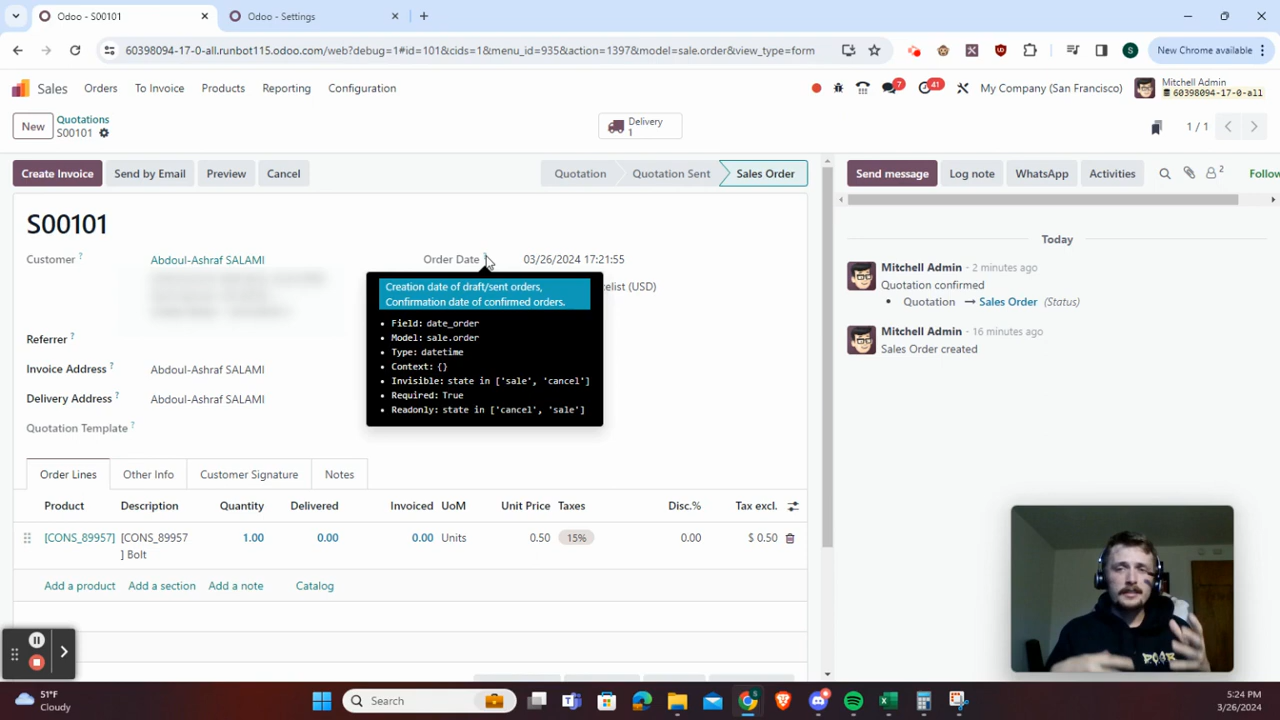 Odoo - S00101
Odoo - Settings
60398094-17-0-all.runbot115.odoo.com/web?debug=1#id=101&cids=1&menu_id=935&action=1397&model=sale.order&view_type=form
S
New Chrome available
Sales
Orders
To Invoice
Products
Reporting
Configuration
7
41
My Company (San Francisco)
Mitchell Admin
60398094-17-0-all
New
Quotations
S00101
Delivery
1
1 / 1
Create Invoice
Send by Email
Preview
Cancel
Quotation
Quotation Sent
Sales Order
Send message
Log note
WhatsApp
Activities
2
Follow
S00101
Customer ?
Abdoul-Ashraf SALAMI
Order Date
03/26/2024 17:21:55
celist (USD)
Creation date of draft/sent orders,
Confirmation date of confirmed orders.
• Field: date_order
• Model: sale.order
• Type: datetime
• Context: {}
• Invisible: state in ['sale', 'cancel']
• Required: True
• Readonly: state in ['cancel', 'sale']
Referrer ?
Invoice Address ?
Abdoul-Ashraf SALAMI
Delivery Address ?
Abdoul-Ashraf SALAMI
Quotation Template ?
Order Lines
Other Info
Customer Signature
Notes
Product
Description
Quantity
Delivered
Invoiced
UoM
Unit Price
Taxes
Disc.%
Tax excl.
[CONS_89957]
[CONS_89957
] Bolt
1.00
0.00
0.00
Units
0.50
15%
0.00
$ 0.50
Add a product
Add a section
Add a note
Catalog
Today
Mitchell Admin - 2 minutes ago
Quotation confirmed
• Quotation → Sales Order (Status)
Mitchell Admin - 16 minutes ago
Sales Order created
51°F
Cloudy
Search
5:24 PM
3/26/2024